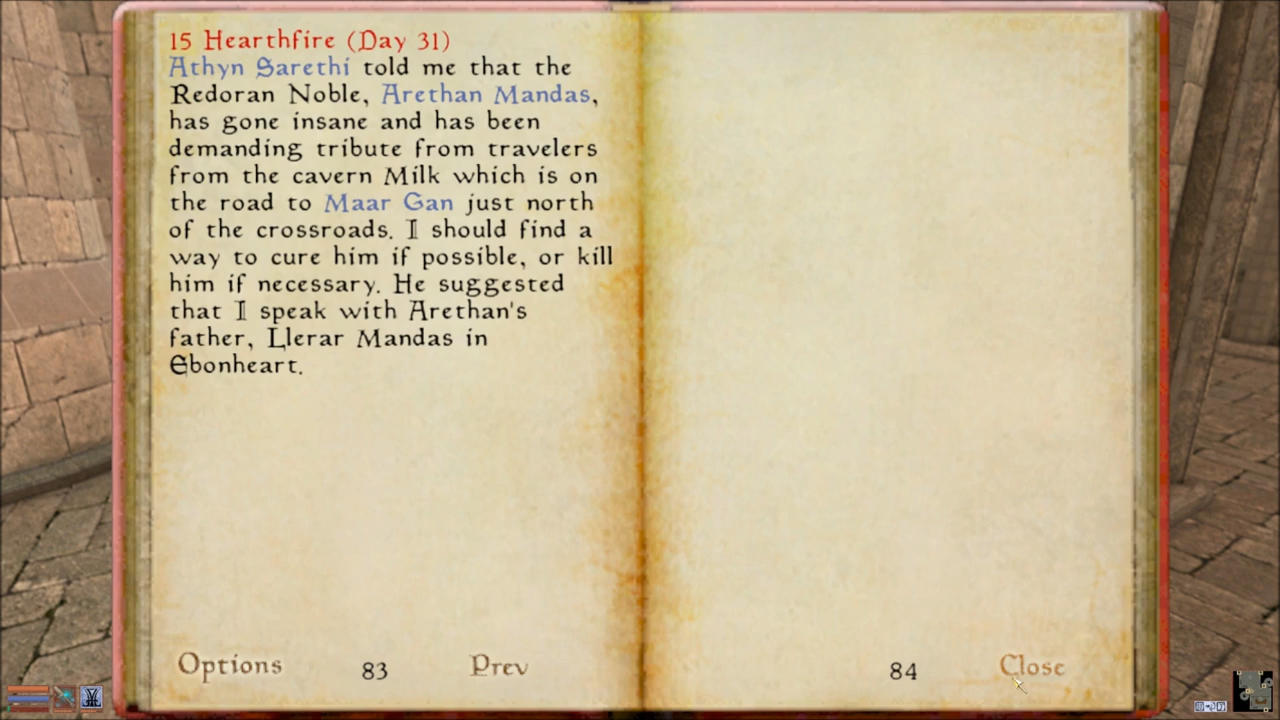 15 Hearthfire (Day 31)
Athyn Sarethi told me that the
Redoran Noble, Arethan Mandas,
has gone insane and has been
demanding tribute from travelers
from the cavern Milk which is on
the road to Maar Gan just north
of the crossroads. I should find a
way to cure him if possible, or kill
him if necessary. He suggested
that I speak with Arethan's
father, Llerar Mandas in
Ebonheart.
Options 83 Prev 84 Close